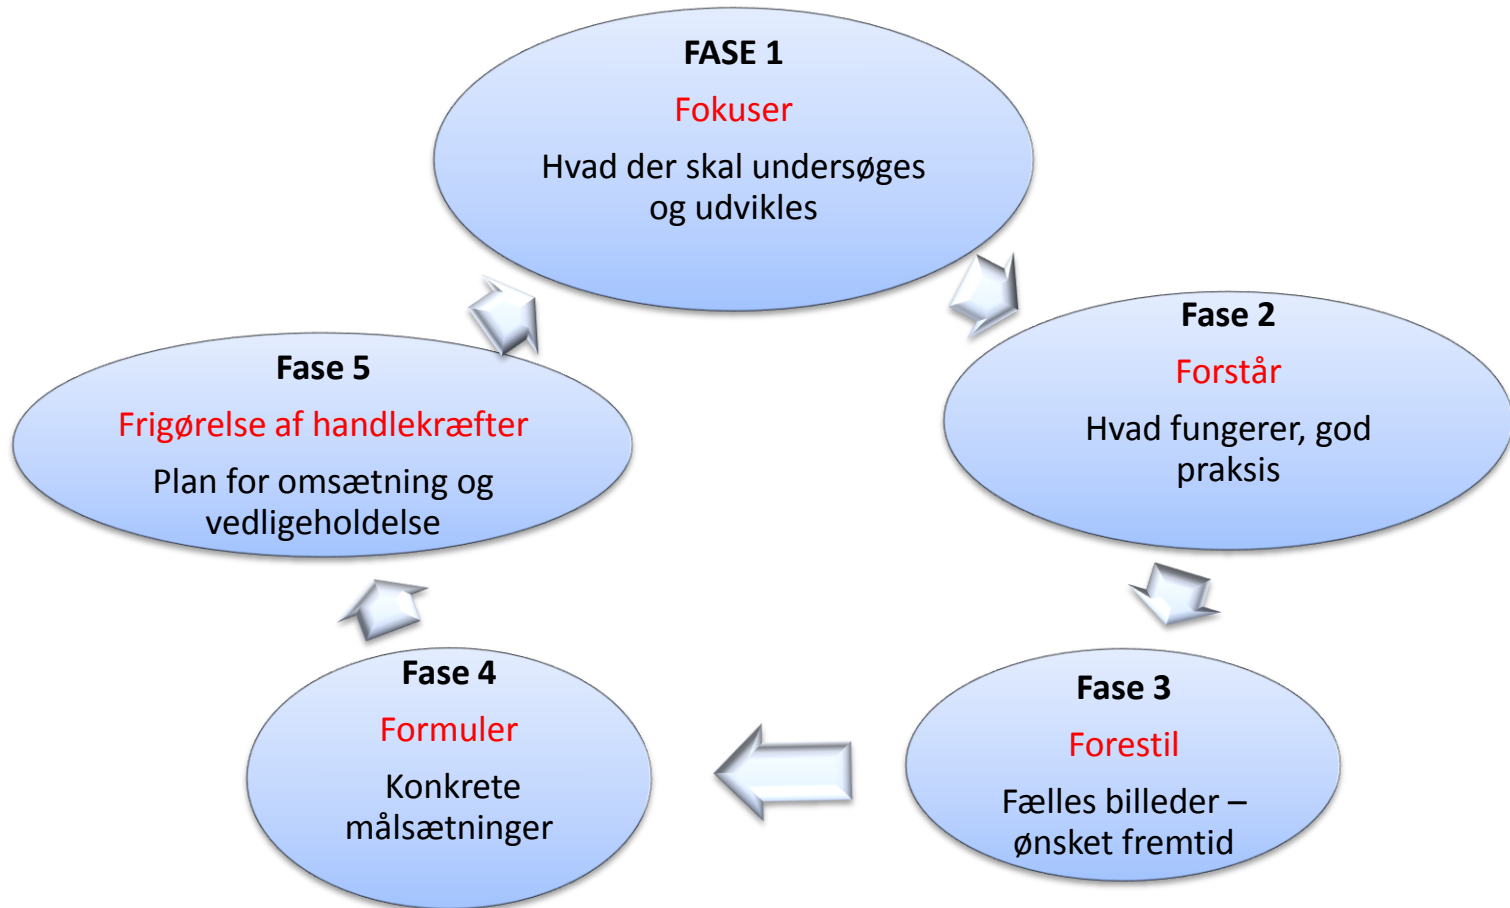 FASE 1
Fokuser
Hvad der skal undersøges
og udvikles
Fase 2
Forstår
Hvad fungerer, god
praksis
Fase 3
Forestil
Fælles billeder –
ønsket fremtid
Fase 4
Formuler
Konkrete
målsætninger
Fase 5
Frigørelse af handlekræfter
Plan for omsætning og
vedligeholdelse